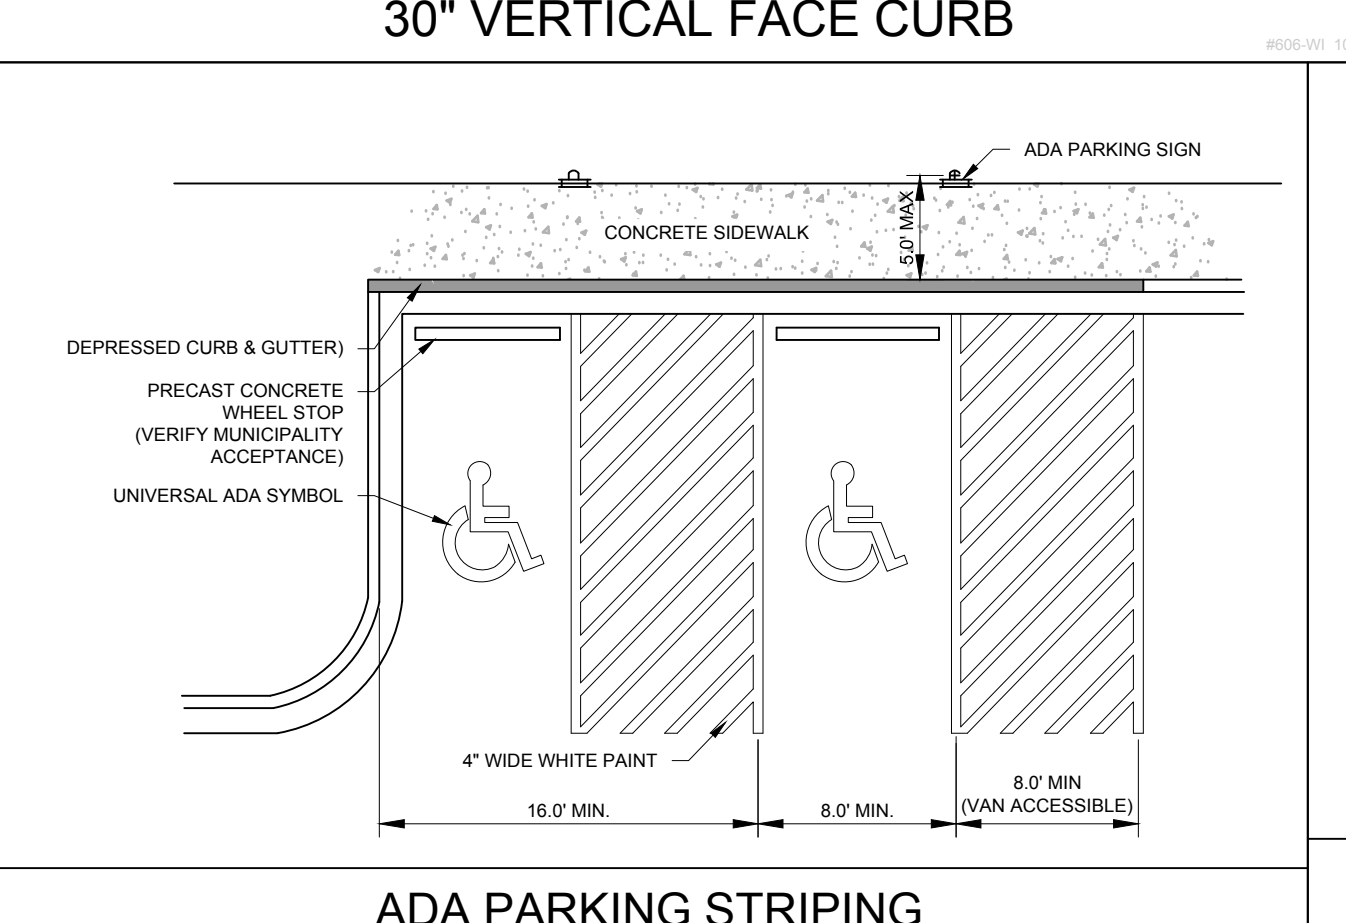 30" VERTICAL FACE CURB
#606-WI
ADA PARKING SIGN
5.0' MAX
CONCRETE SIDEWALK
DEPRESSED CURB & GUTTER)
PRECAST CONCRETE
WHEEL STOP
(VERIFY MUNICIPALITY
ACCEPTANCE)
UNIVERSAL ADA SYMBOL
4" WIDE WHITE PAINT
16.0' MIN.
8.0' MIN.
8.0' MIN
(VAN ACCESSIBLE)
ADA PARKING STRIPING